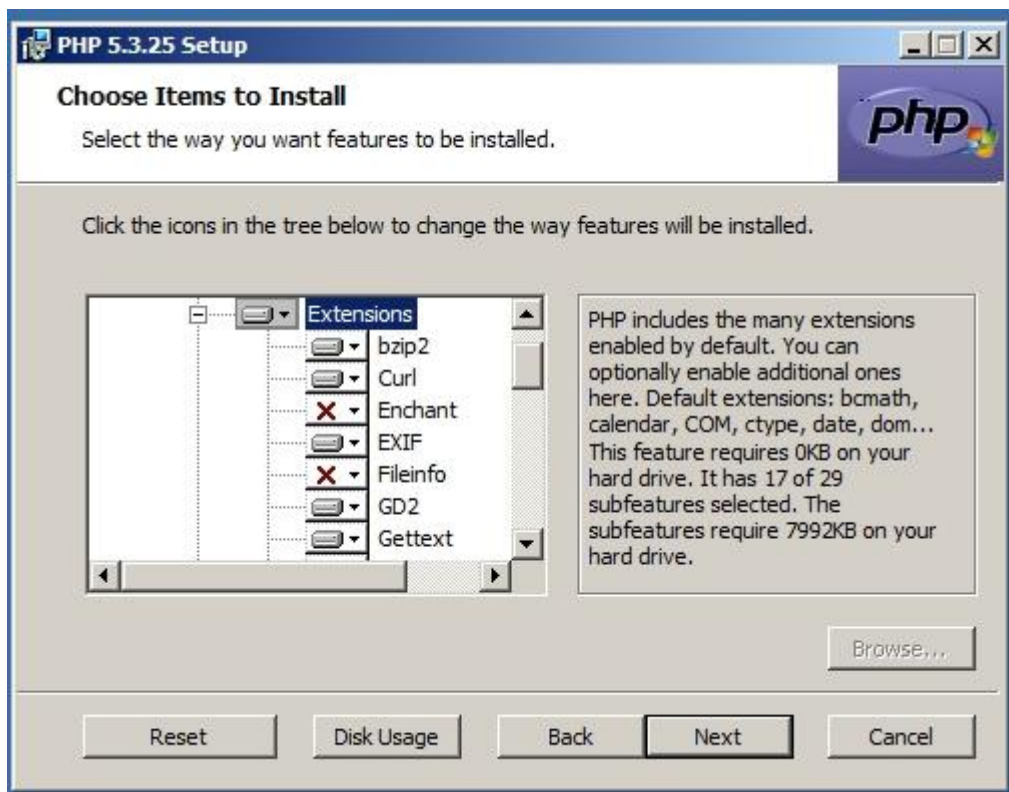 PHP 5.3.25 Setup
Choose Items to Install
Select the way you want features to be installed.
php
Click the icons in the tree below to change the way features will be installed.
Extensions
bzip2
Curl
Enchant
EXIF
Fileinfo
GD2
Gettext
PHP includes the many extensions
enabled by default. You can
optionally enable additional ones
here. Default extensions: bcmath,
calendar, COM, ctype, date, dom...
This feature requires 0KB on your
hard drive. It has 17 of 29
subfeatures selected. The
subfeatures require 7992KB on your
hard drive.
Browse...
Reset
Disk Usage
Back
Next
Cancel